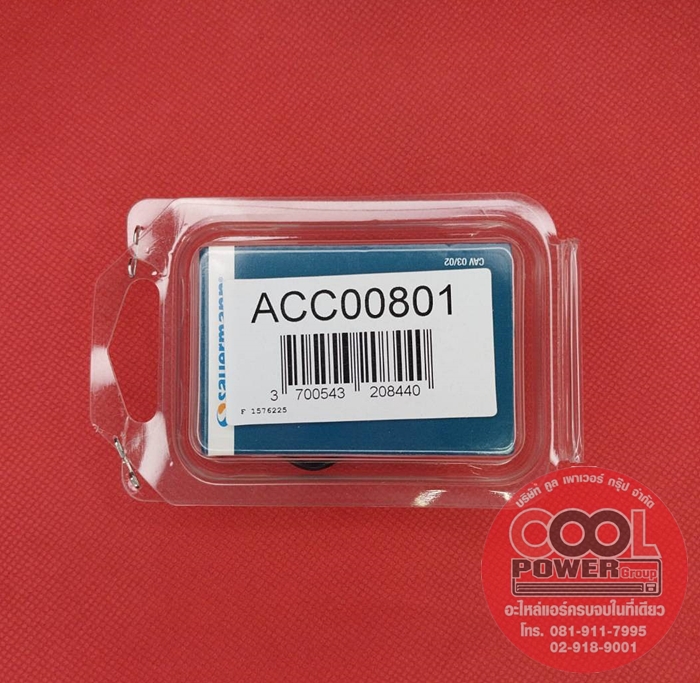 CAV 03/02
sauermann
ACC00801
3 700543 208440
F 1576225
บริษัท คูล เพาเวอร์ กรุ๊ป จำกัด
COOL
POWER Group
อะไหล่แอร์ครบจบในที่เดียว
โทร. 081-911-7995
02-918-9001